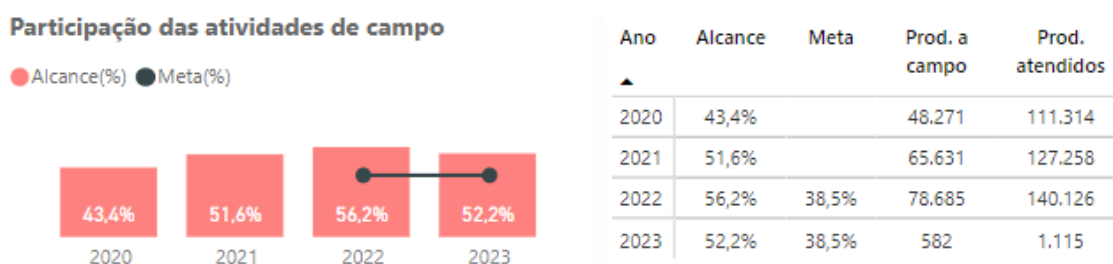 Participação das atividades de campo
Alcance(%) Meta(%)
43,4% 51,6% 56,2% 52,2%
2020 2021 2022 2023
Ano Alcance Meta Prod. a campo Prod. atendidos
2020 43,4% 48.271 111.314
2021 51,6% 65.631 127.258
2022 56,2% 38,5% 78.685 140.126
2023 52,2% 38,5% 582 1.115